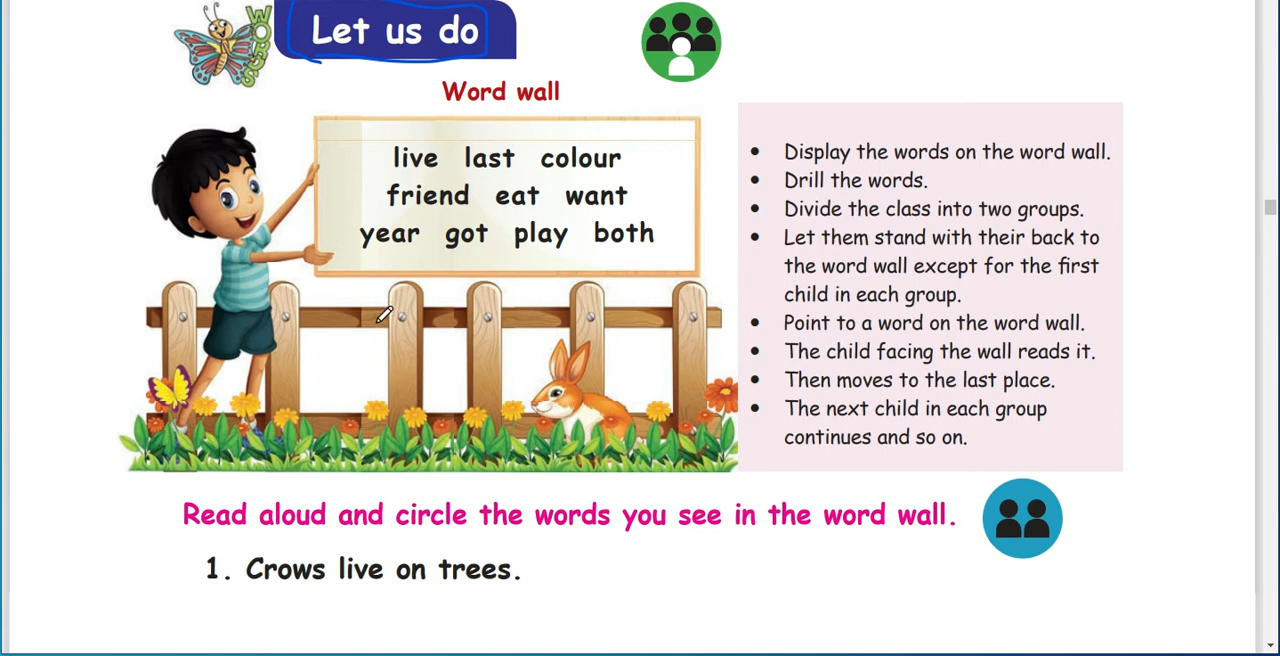 WORDS
Let us do
Word wall
live last colour
friend eat want
year got play both
• Display the words on the word wall.
• Drill the words.
• Divide the class into two groups.
• Let them stand with their back to
the word wall except for the first
child in each group.
• Point to a word on the word wall.
• The child facing the wall reads it.
• Then moves to the last place.
• The next child in each group
continues and so on.
Read aloud and circle the words you see in the word wall.
1. Crows live on trees.